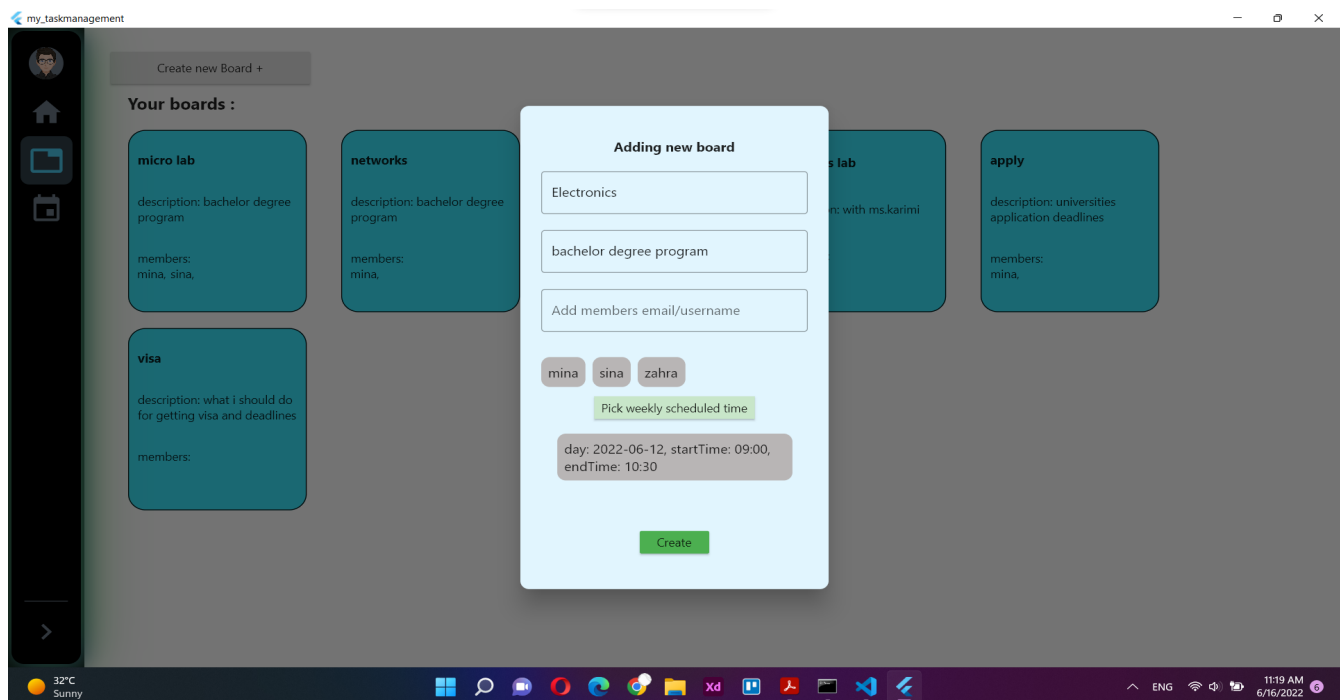 my_taskmanagement
Create new Board +
Your boards :
micro lab
description: bachelor degree
program
members:
mina, sina,
networks
description: bachelor degree
program
members:
mina,
s lab
n: with ms.karimi
apply
description: universities
application deadlines
members:
mina,
visa
description: what i should do
for getting visa and deadlines
members:
Adding new board
Electronics
bachelor degree program
Add members email/username
mina
sina
zahra
Pick weekly scheduled time
day: 2022-06-12, startTime: 09:00,
endTime: 10:30
Create
32°C
Sunny
Xd
ENG
11:19 AM
6/16/2022
6